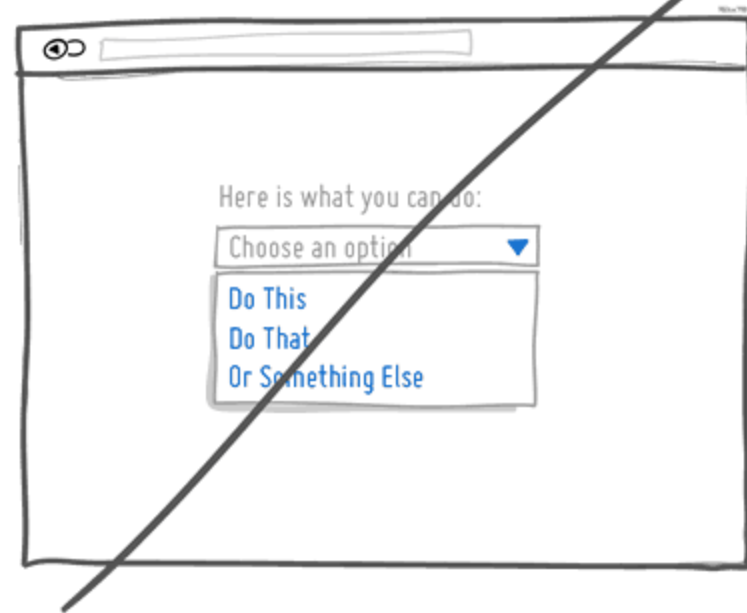 Here is what you can do:
Choose an option
Do This
Do That
Or Something Else